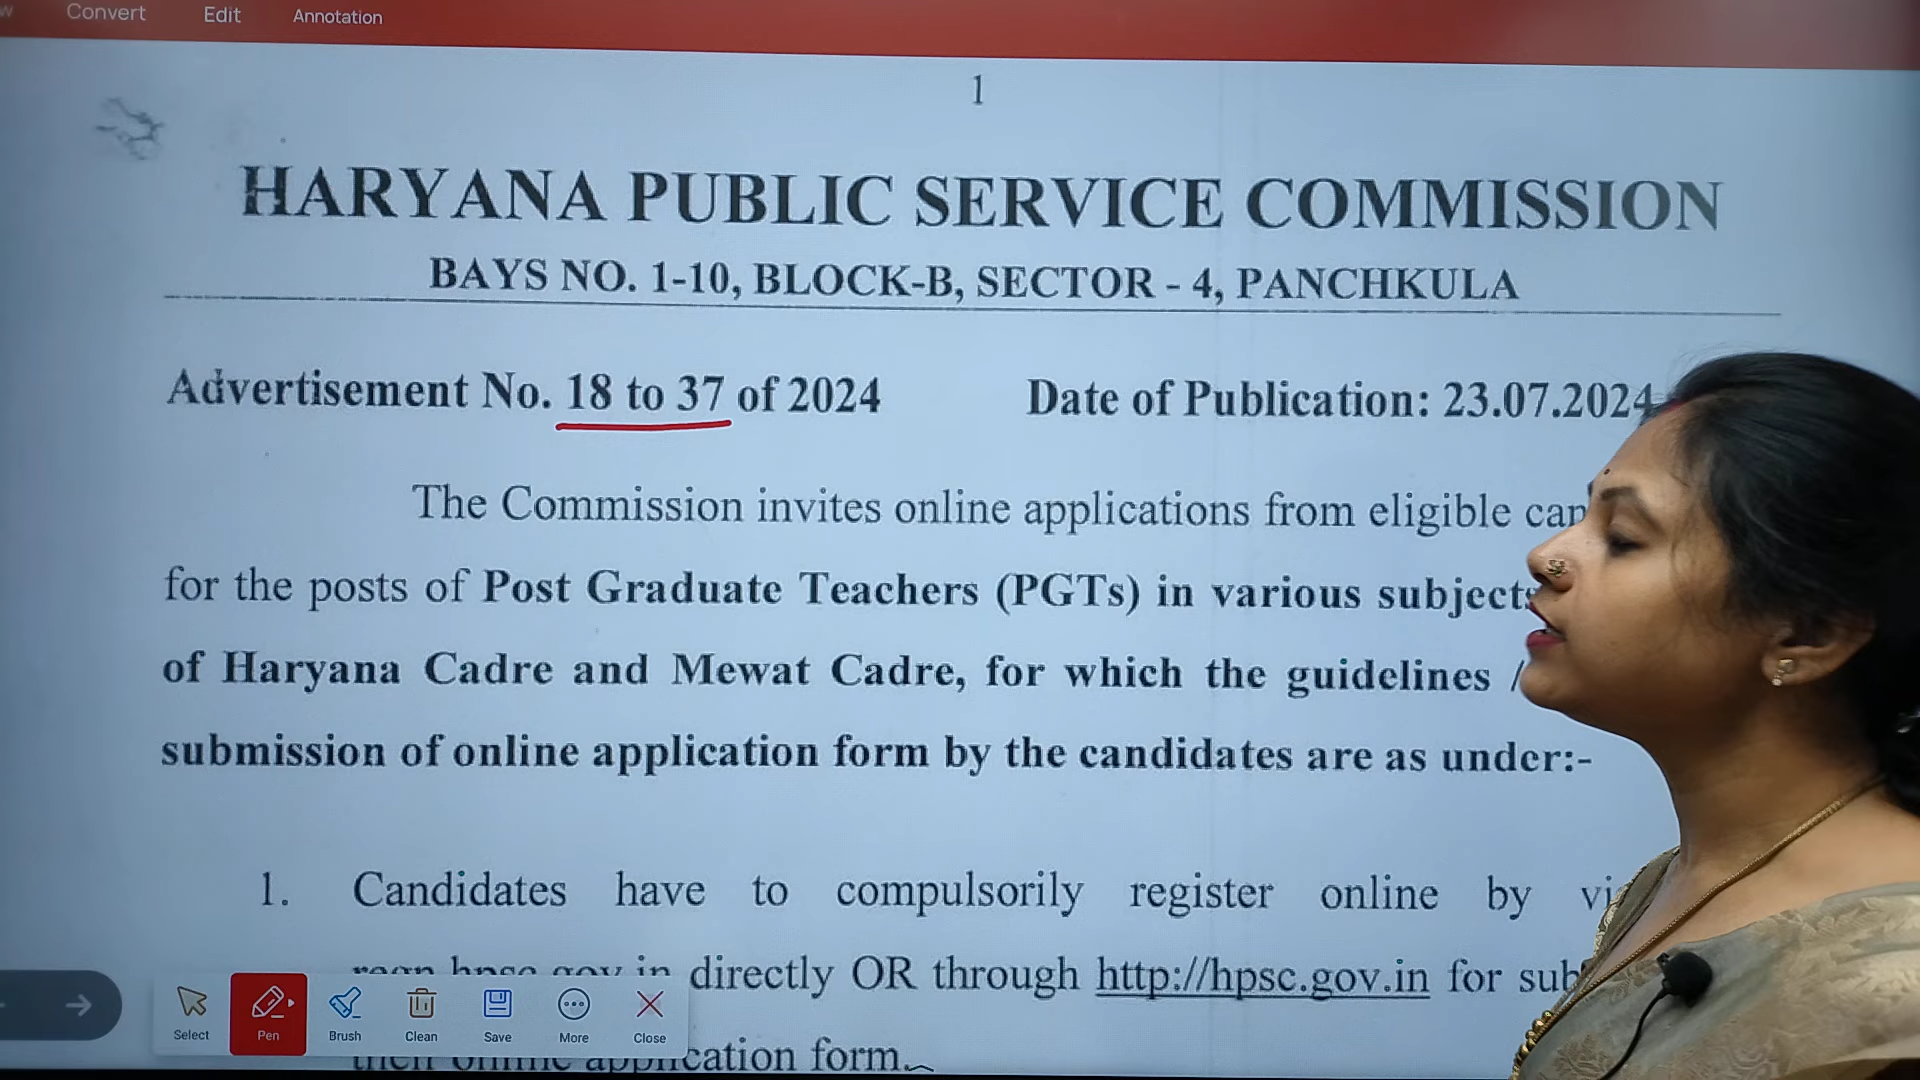 Convert Edit Annotation
1
HARYANA PUBLIC SERVICE COMMISSION
BAYS NO. 1-10, BLOCK-B, SECTOR - 4, PANCHKULA
Advertisement No. 18 to 37 of 2024 Date of Publication: 23.07.2024
The Commission invites online applications from eligible
for the posts of Post Graduate Teachers (PGTs) in various subjects
of Haryana Cadre and Mewat Cadre, for which the guidelines /
submission of online application form by the candidates are as under:-
1. Candidates have to compulsorily register online by
directly OR through http://hpsc.gov.in for
form.
Select Pen Brush Clean Save More Close